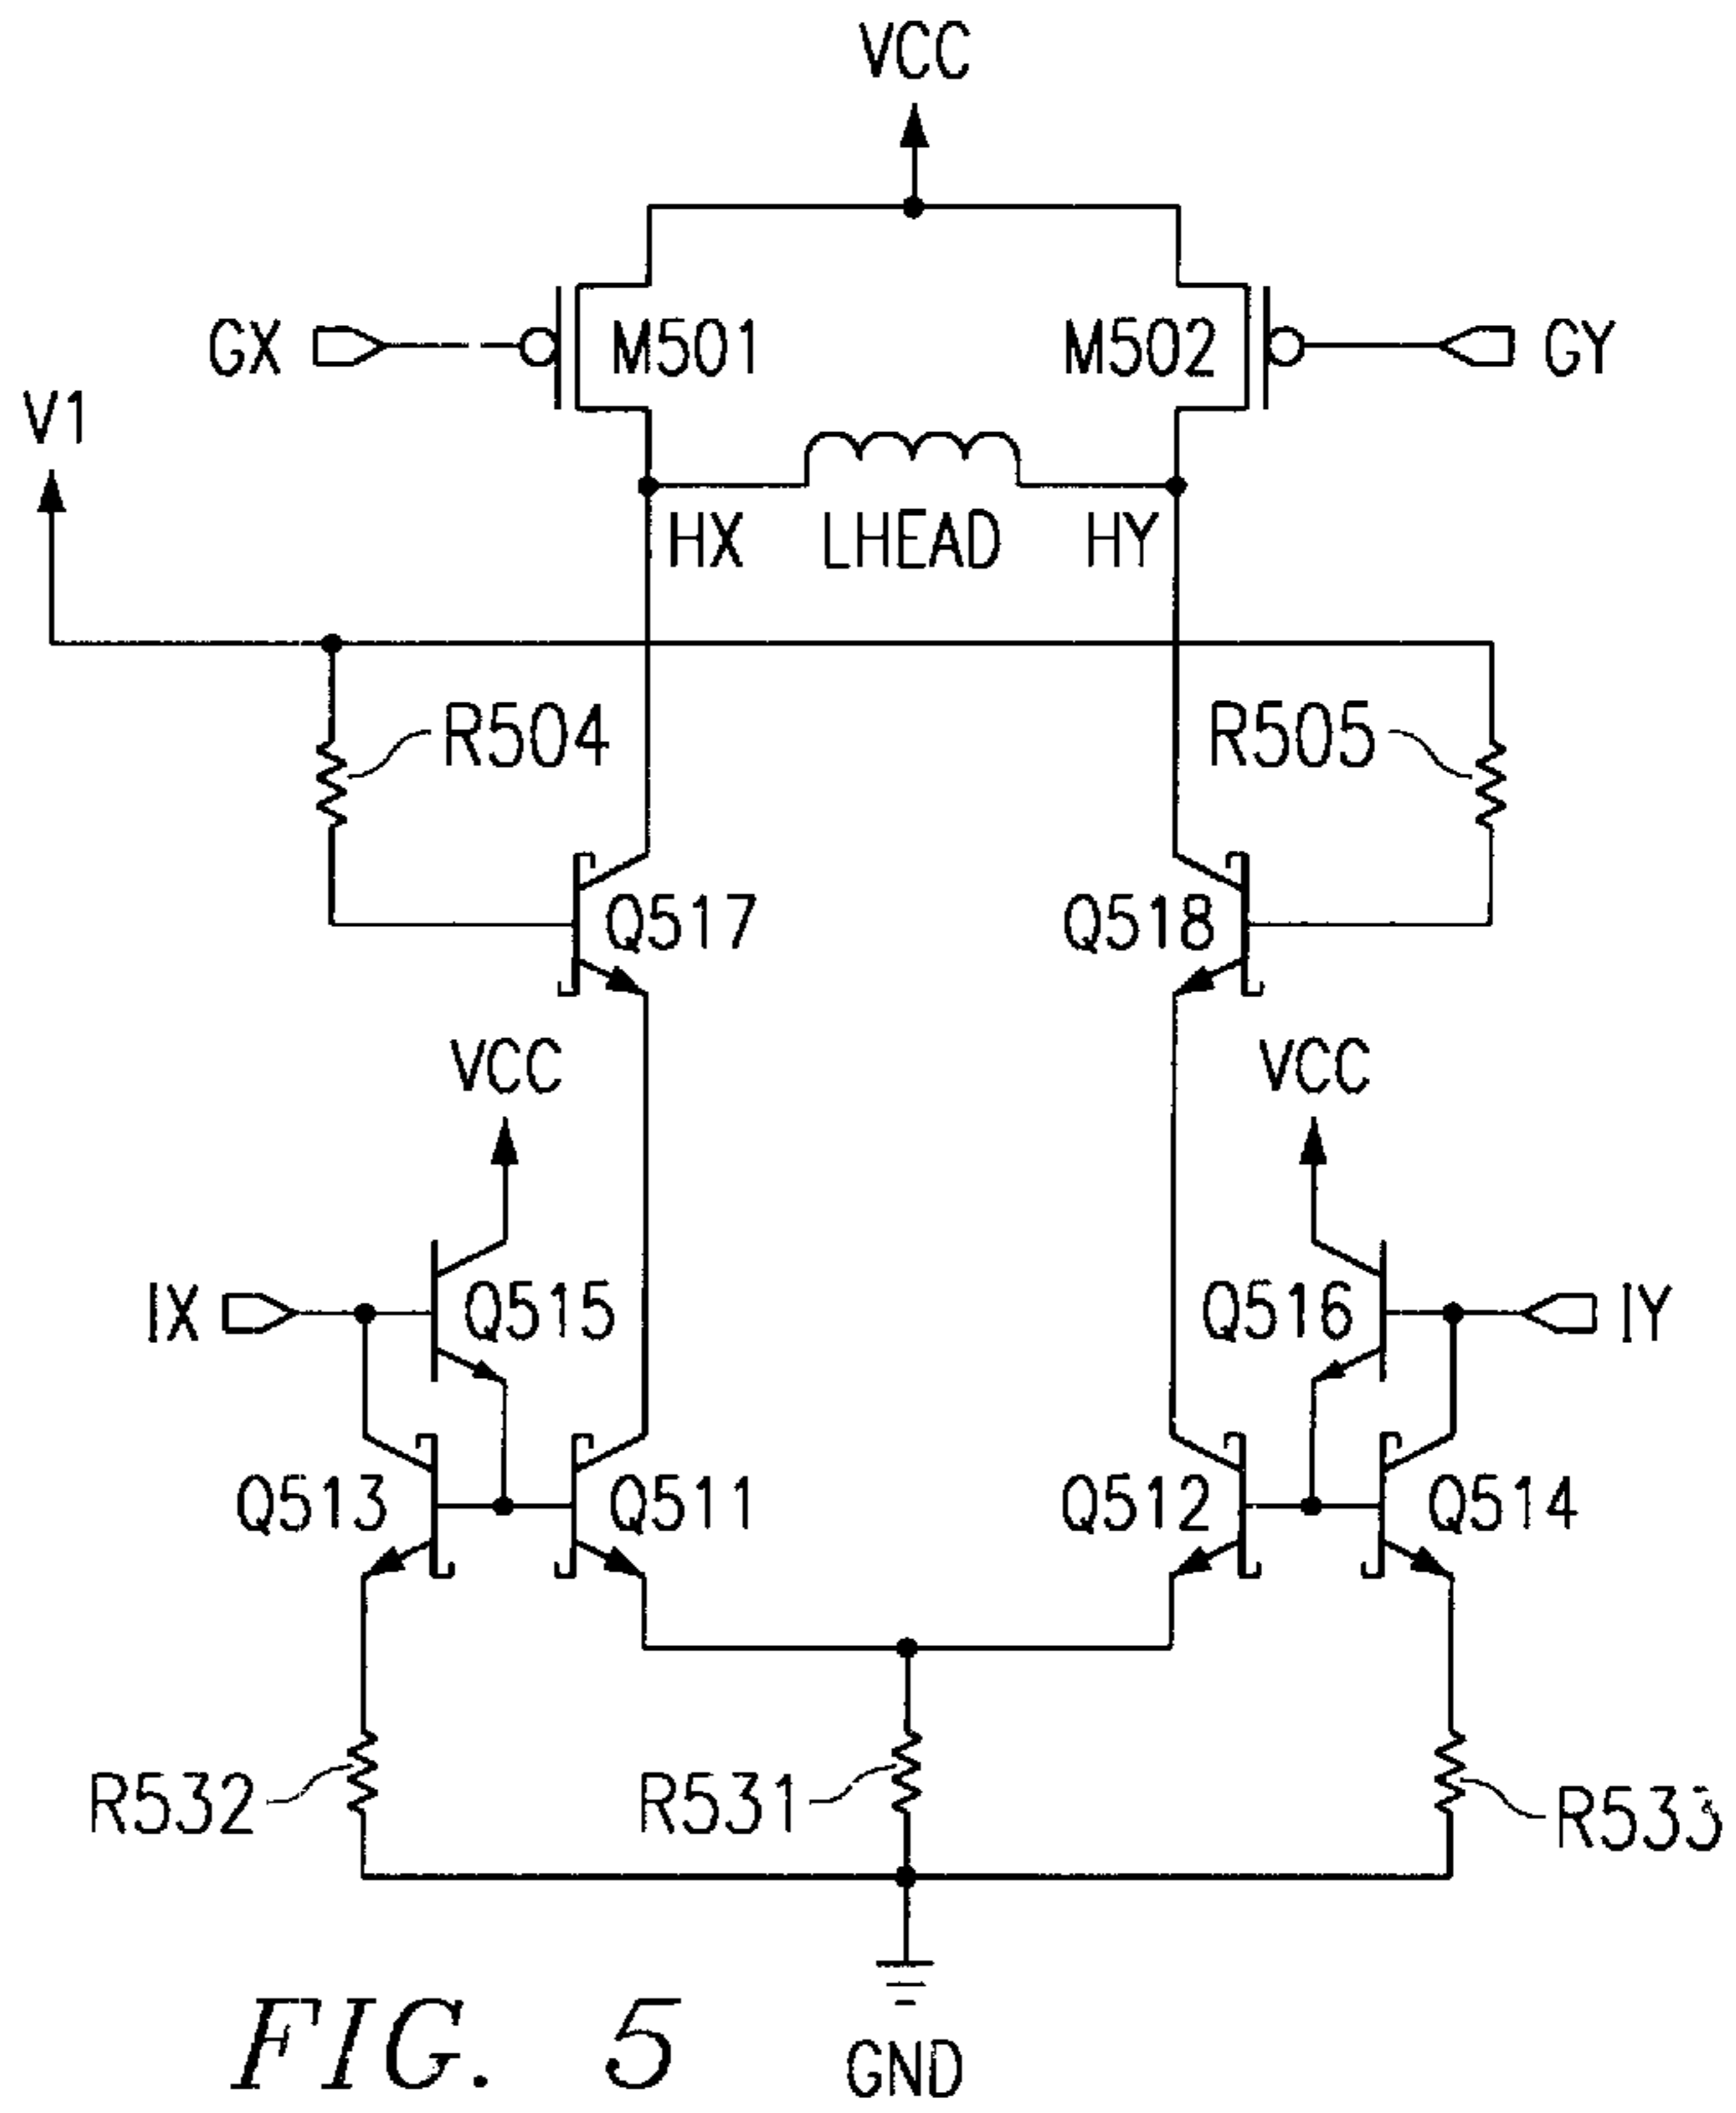 VCC
GX
M501
M502
GY
V1
HX
LHEAD
HY
R504
R505
Q517
Q518
VCC
VCC
IX
Q515
Q516
IY
Q513
Q511
Q512
Q514
R532
R531
R533
FIG. 5
GND